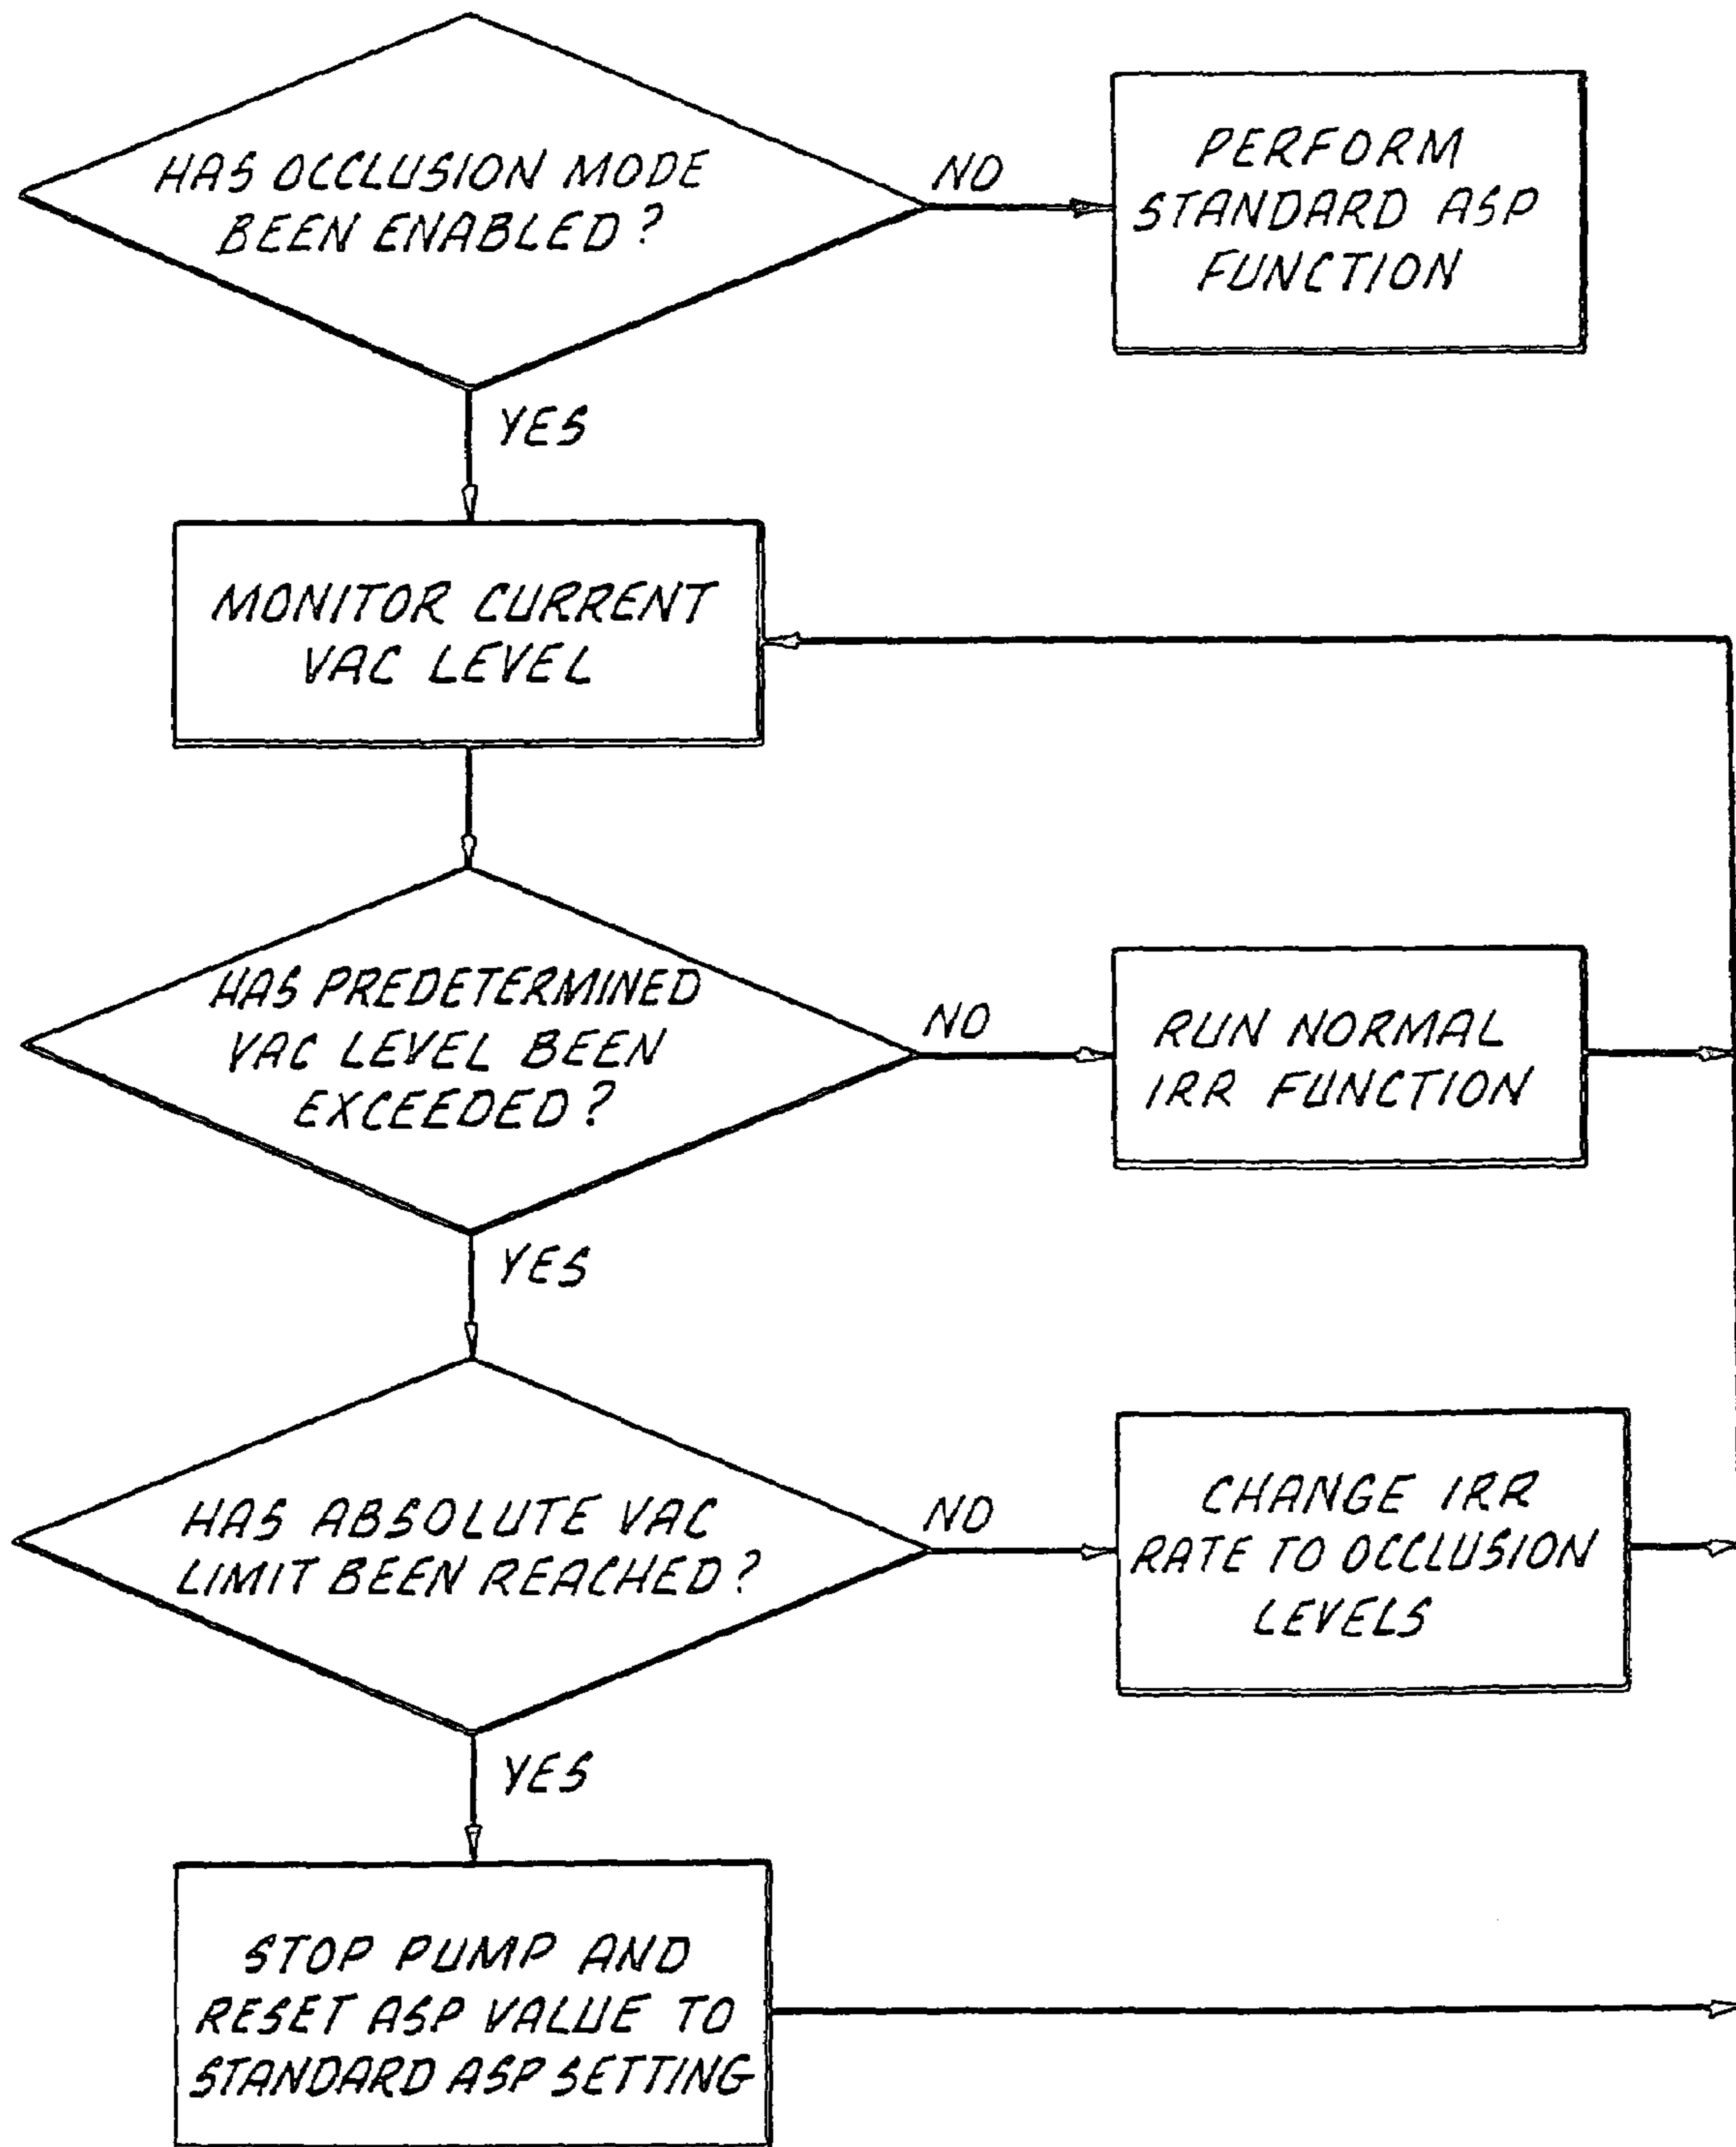 HAS OCCLUSION MODE
BEEN ENABLED?
NO
PERFORM
STANDARD ASP
FUNCTION
YES
MONITOR CURRENT
VAC LEVEL
HAS PREDETERMINED
VAC LEVEL BEEN
EXCEEDED?
NO
RUN NORMAL
IRR FUNCTION
YES
HAS ABSOLUTE VAC
LIMIT BEEN REACHED?
NO
CHANGE IRR
RATE TO OCCLUSION
LEVELS
YES
STOP PUMP AND
RESET ASP VALUE TO
STANDARD ASP SETTING